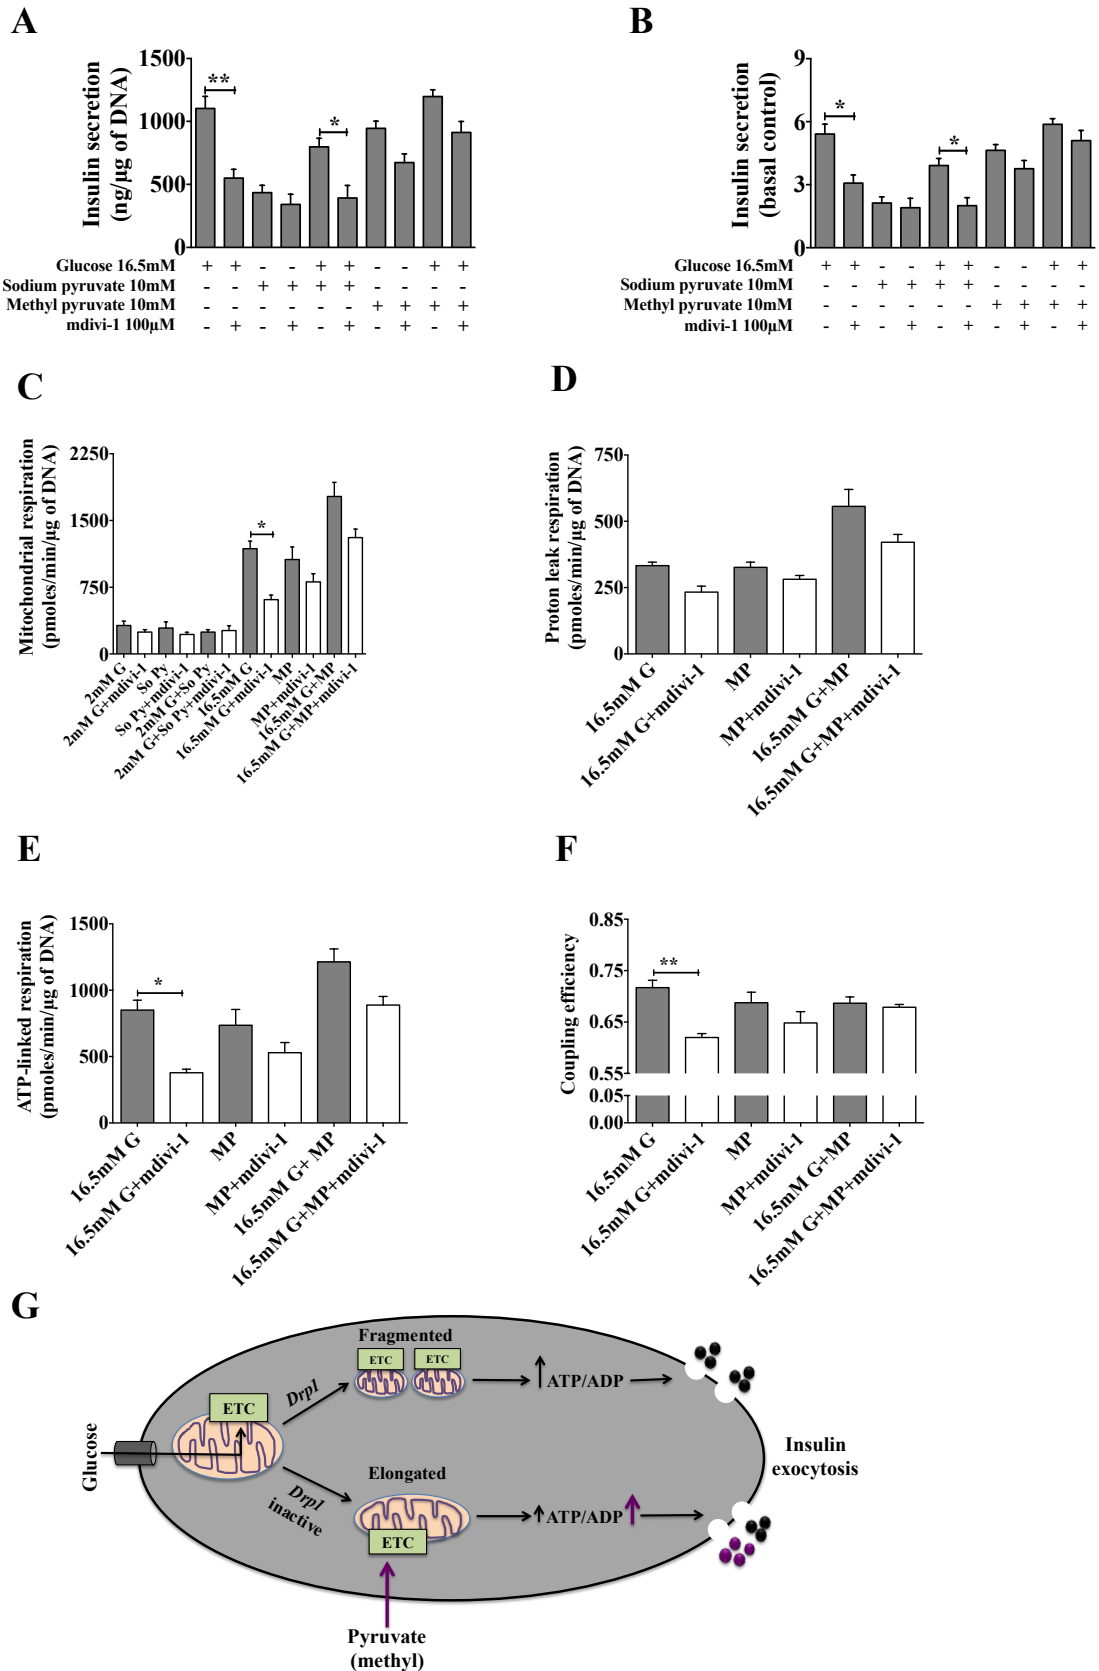 A
Insulin secretion
(ng/µg of DNA)
1500
1000
500
0
**
*
Glucose 16.5mM + + - - + + - - + +
Sodium pyruvate 10mM - - + + + + - - - -
Methyl pyruvate 10mM - - - - - - + + + +
mdivi-1 100µM - + - + - + - + - +
B
Insulin secretion
(basal control)
9
6
3
0
*
*
Glucose 16.5mM + + - - + + - - + +
Sodium pyruvate 10mM - - + + + + - - - -
Methyl pyruvate 10mM - - - - - - + + + +
mdivi-1 100µM - + - + - + - + - +
C
Mitochondrial respiration
(pmoles/min/µg of DNA)
2250
1500
750
0
*
2mM G
2mM G+mdivi-1
So Py
So Py+mdivi-1
2mM G+So Py
2mM G+So Py+mdivi-1
16.5mM G
16.5mM G+mdivi-1
MP
MP+mdivi-1
16.5mM G+MP
16.5mM G+MP+mdivi-1
D
Proton leak respiration
(pmoles/min/µg of DNA)
750
500
250
0
16.5mM G
16.5mM G+mdivi-1
MP
MP+mdivi-1
16.5mM G+MP
16.5mM G+MP+mdivi-1
E
ATP-linked respiration
(pmoles/min/µg of DNA)
1500
1000
500
0
*
16.5mM G
16.5mM G+mdivi-1
MP
MP+mdivi-1
16.5mM G+ MP
16.5mM G+MP+mdivi-1
F
Coupling efficiency
0.85
0.75
0.65
0.55
0.05
0.00
**
16.5mM G
16.5mM G+mdivi-1
MP
MP+mdivi-1
16.5mM G+MP
16.5mM G+MP+mdivi-1
G
Fragmented
ETC
ETC
Drp1
ATP/ADP
ETC
Glucose
Insulin
exocytosis
Elongated
Drp1
inactive
ATP/ADP
ETC
Pyruvate
(methyl)